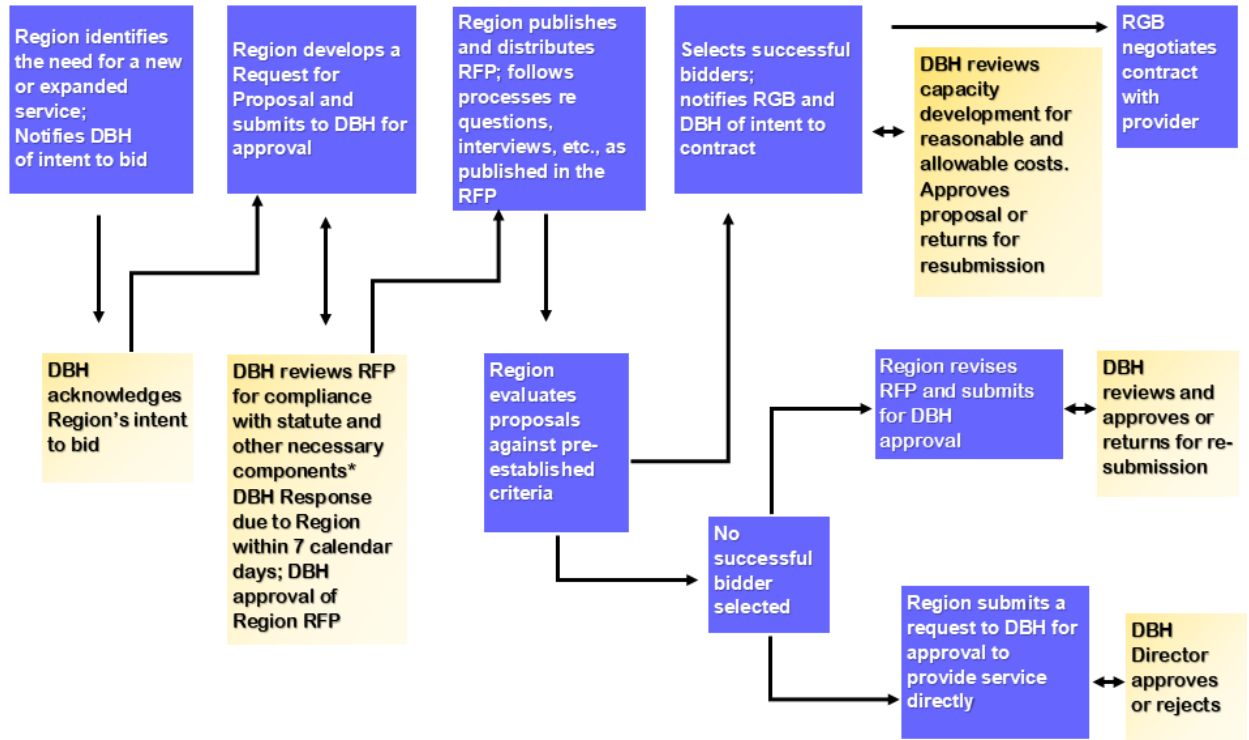 Region identifies
the need for a new
or expanded
service;
Notifies DBH
of intent to bid
Region develops a
Request for
Proposal and
submits to DBH for
approval
Region publishes
and distributes
RFP; follows
processes re
questions,
interviews, etc., as
published in the
RFP
Selects successful
bidders;
notifies RGB and
DBH of intent to
contract
DBH reviews
capacity
development for
reasonable and
allowable costs.
Approves
proposal or
returns for
resubmission
RGB
negotiates
contract
with
provider
DBH
acknowledges
Region's intent
to bid
DBH reviews RFP
for compliance
with statute and
other necessary
components*
DBH Response
due to Region
within 7 calendar
days; DBH
approval of
Region RFP
Region
evaluates
proposals
against pre-
established
criteria
No
successful
bidder
selected
Region revises
RFP and submits
for DBH
approval
DBH
reviews and
approves or
returns for re-
submission
Region submits a
request to DBH for
approval to
provide service
directly
DBH
Director
approves
or rejects